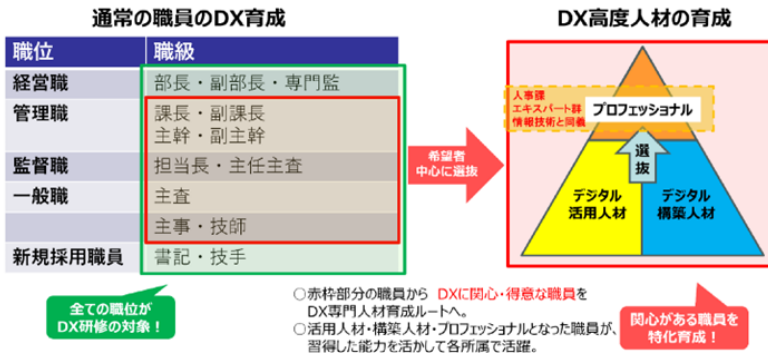 通常の職員のDX育成
職位 職級
経営職 部長・副部長・専門監
管理職 課長・副課長
主幹・副主幹
監督職 担当長・主任主査
一般職 主査
主事・技師
新規採用職員 書記・技手
全ての職位が
DX研修の対象！
希望者
中心に選抜
DX高度人材の育成
人事課
エキスパート群
情報技術と同義
プロフェッショナル
選
抜
デジタル
活用人材
デジタル
構築人材
○赤枠部分の職員から DXに関心・得意な職員を
DX専門人材育成ルートへ。
○活用人材・構築人材・プロフェッショナルとなった職員が、
習得した能力を活かして各所属で活躍。
関心がある職員を
特化育成！